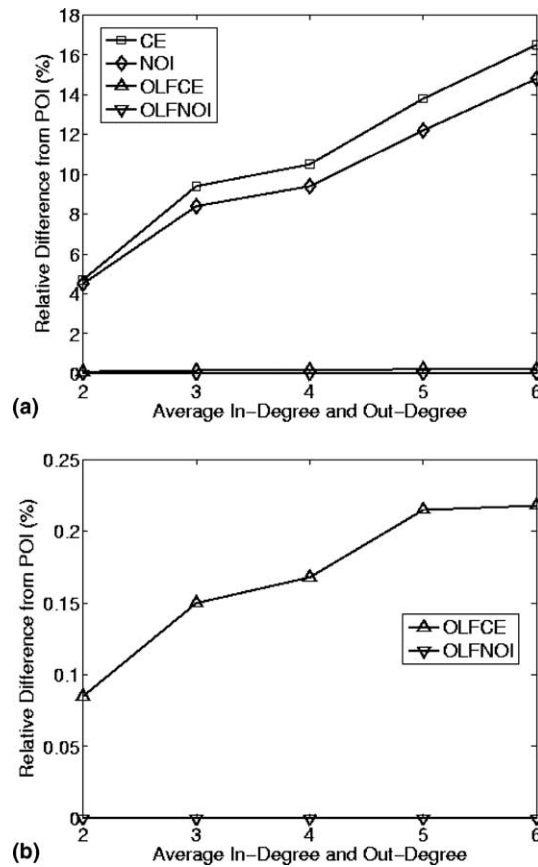 18
16
14
12
10
8
6
4
2
0
Relative Difference from POI (%)
CE
NOI
OLFCE
OLFNOI
2 3 4 5 6
(a) Average In-Degree and Out-Degree
0.25
0.2
0.15
0.1
0.05
0
Relative Difference from POI (%)
OLFCE
OLFNOI
2 3 4 5 6
(b) Average In-Degree and Out-Degree